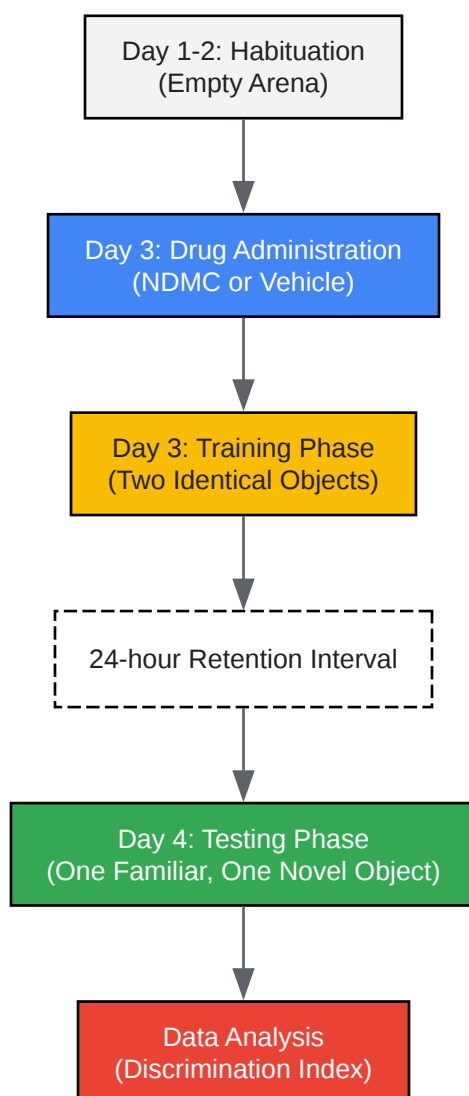 Day 1-2: Habituation
(Empty Arena)
Day 3: Drug Administration
(NDMC or Vehicle)
Day 3: Training Phase
(Two Identical Objects)
24-hour Retention Interval
Day 4: Testing Phase
(One Familiar, One Novel Object)
Data Analysis
(Discrimination Index)